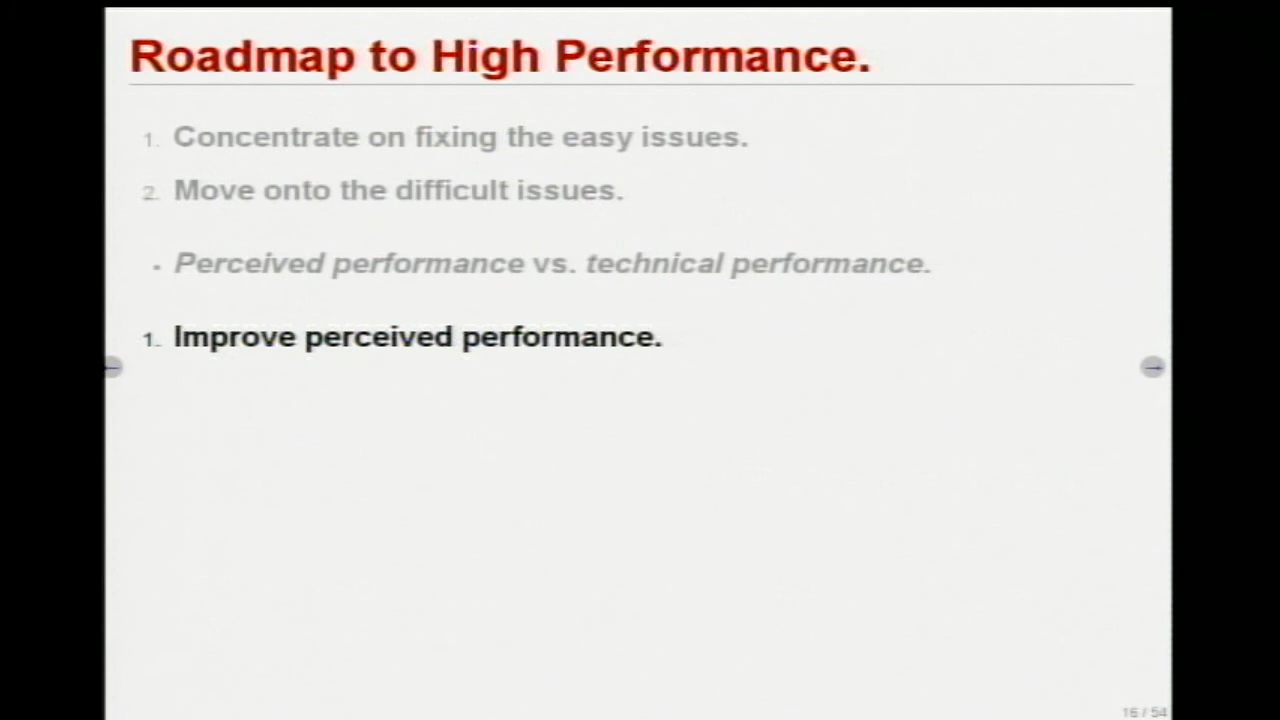 Roadmap to High Performance.
1. Concentrate on fixing the easy issues.
2. Move onto the difficult issues.
• Perceived performance vs. technical performance.
1. Improve perceived performance.
← →
16 / 54